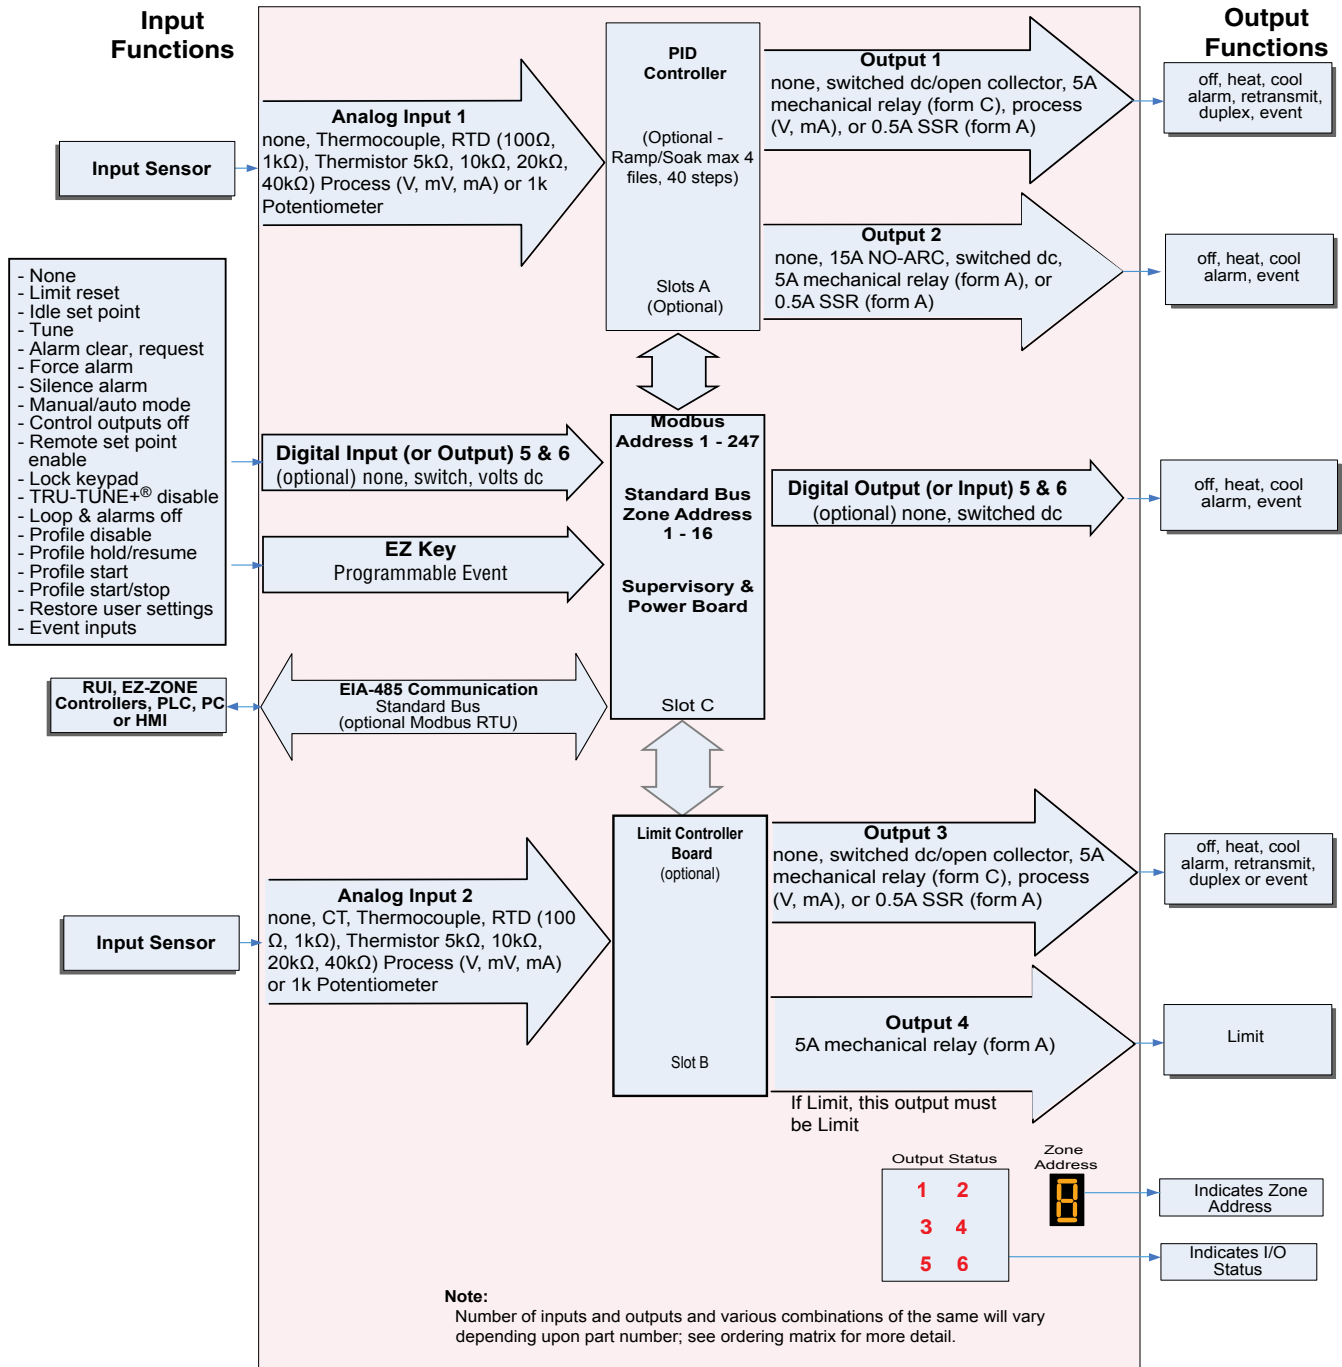 Input
Functions
Output
Functions
Input Sensor
Analog Input 1
none, Thermocouple, RTD (100Ω,
1kΩ), Thermistor 5kΩ, 10kΩ, 20kΩ,
40kΩ) Process (V, mV, mA) or 1k
Potentiometer
PID
Controller
(Optional -
Ramp/Soak max 4
files, 40 steps)
Slots A
(Optional)
Output 1
none, switched dc/open collector, 5A
mechanical relay (form C), process
(V, mA), or 0.5A SSR (form A)
off, heat, cool
alarm, retransmit,
duplex, event
Output 2
none, 15A NO-ARC, switched dc,
5A mechanical relay (form A), or
0.5A SSR (form A)
off, heat, cool
alarm, event
- None
- Limit reset
- Idle set point
- Tune
- Alarm clear, request
- Force alarm
- Silence alarm
- Manual/auto mode
- Control outputs off
- Remote set point
enable
- Lock keypad
- TRU-TUNE+® disable
- Loop & alarms off
- Profile disable
- Profile hold/resume
- Profile start
- Profile start/stop
- Restore user settings
- Event inputs
Digital Input (or Output) 5 & 6
(optional) none, switch, volts dc
EZ Key
Programmable Event
Modbus
Address 1 - 247
Standard Bus
Zone Address
1 - 16
Supervisory &
Power Board
Slot C
Digital Output (or Input) 5 & 6
(optional) none, switched dc
off, heat, cool
alarm, event
RUI, EZ-ZONE
Controllers, PLC, PC
or HMI
EIA-485 Communication
Standard Bus
(optional Modbus RTU)
Input Sensor
Analog Input 2
none, CT, Thermocouple, RTD (100
Ω, 1kΩ), Thermistor 5kΩ, 10kΩ,
20kΩ, 40kΩ) Process (V, mV, mA)
or 1k Potentiometer
Limit Controller
Board
(optional)
Slot B
Output 3
none, switched dc/open collector, 5A
mechanical relay (form C), process
(V, mA), or 0.5A SSR (form A)
off, heat, cool
alarm, retransmit,
duplex or event
Output 4
5A mechanical relay (form A)
If Limit, this output must
be Limit
Limit
Output Status
1 2
3 4
5 6
Zone
Address
8
Indicates Zone
Address
Indicates I/O
Status
Note:
Number of inputs and outputs and various combinations of the same will vary
depending upon part number; see ordering matrix for more detail.